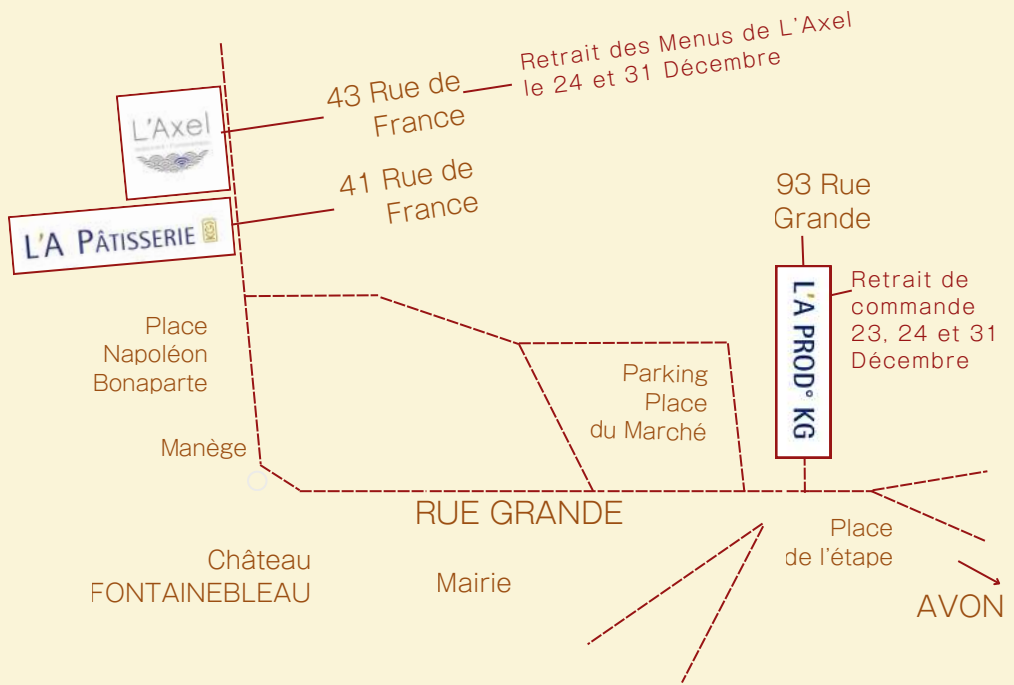 Retrait des Menus de L'Axel
le 24 et 31 Décembre
43 Rue de
France
L'Axel
41 Rue de
France
L'A PÂTISSERIE
93 Rue
Grande
L'A PROD° KG
Retrait de
commande
23, 24 et 31
Décembre
Place
Napoléon
Bonaparte
Parking
Place
du Marché
Manège
RUE GRANDE
Place
de l'étape
Château
FONTAINEBLEAU
Mairie
AVON